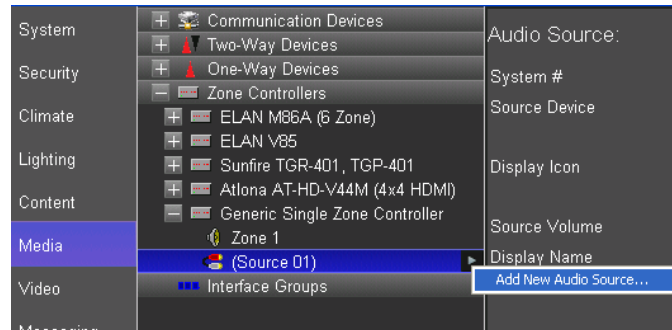 System
Security
Climate
Lighting
Content
Media
Video
Messaging
Communication Devices
Two-Way Devices
One-Way Devices
Zone Controllers
ELAN M86A (6 Zone)
ELAN V85
Sunfire TGR-401, TGP-401
Atlona AT-HD-V44M (4x4 HDMI)
Generic Single Zone Controller
Zone 1
(Source 01)
Interface Groups
Audio Source:
System #
Source Device
Display Icon
Source Volume
Display Name
Add New Audio Source...